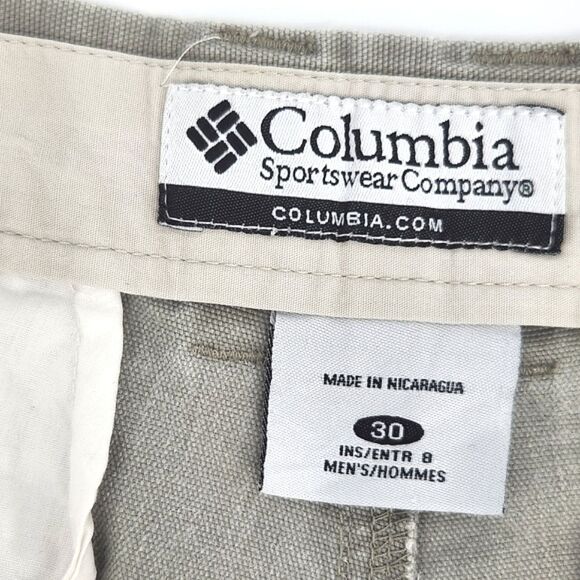 Columbia
Sportswear Company®
COLUMBIA.COM
MADE IN NICARAGUA
30
INS/ENTR 8
MEN'S/HOMMES